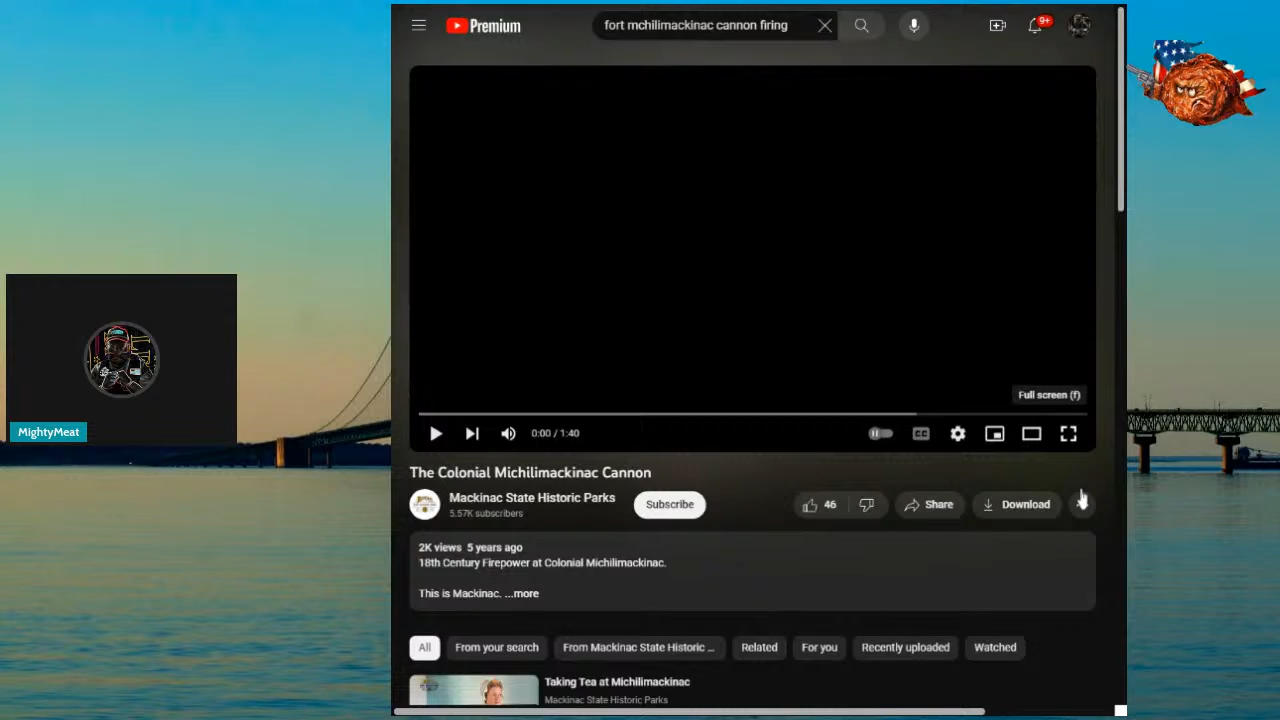 Premium
fort mchilimackinac cannon firing
9+
Full screen (f)
0:00 / 1:40
CC
The Colonial Michilimackinac Cannon
Mackinac State Historic Parks
5.57K subscribers
Subscribe
46
Share
Download
2K views 5 years ago
18th Century Firepower at Colonial Michilimackinac.
This is Mackinac. ...more
All
From your search
From Mackinac State Historic ...
Related
For you
Recently uploaded
Watched
Taking Tea at Michilimackinac
Mackinac State Historic Parks
MightyMeat